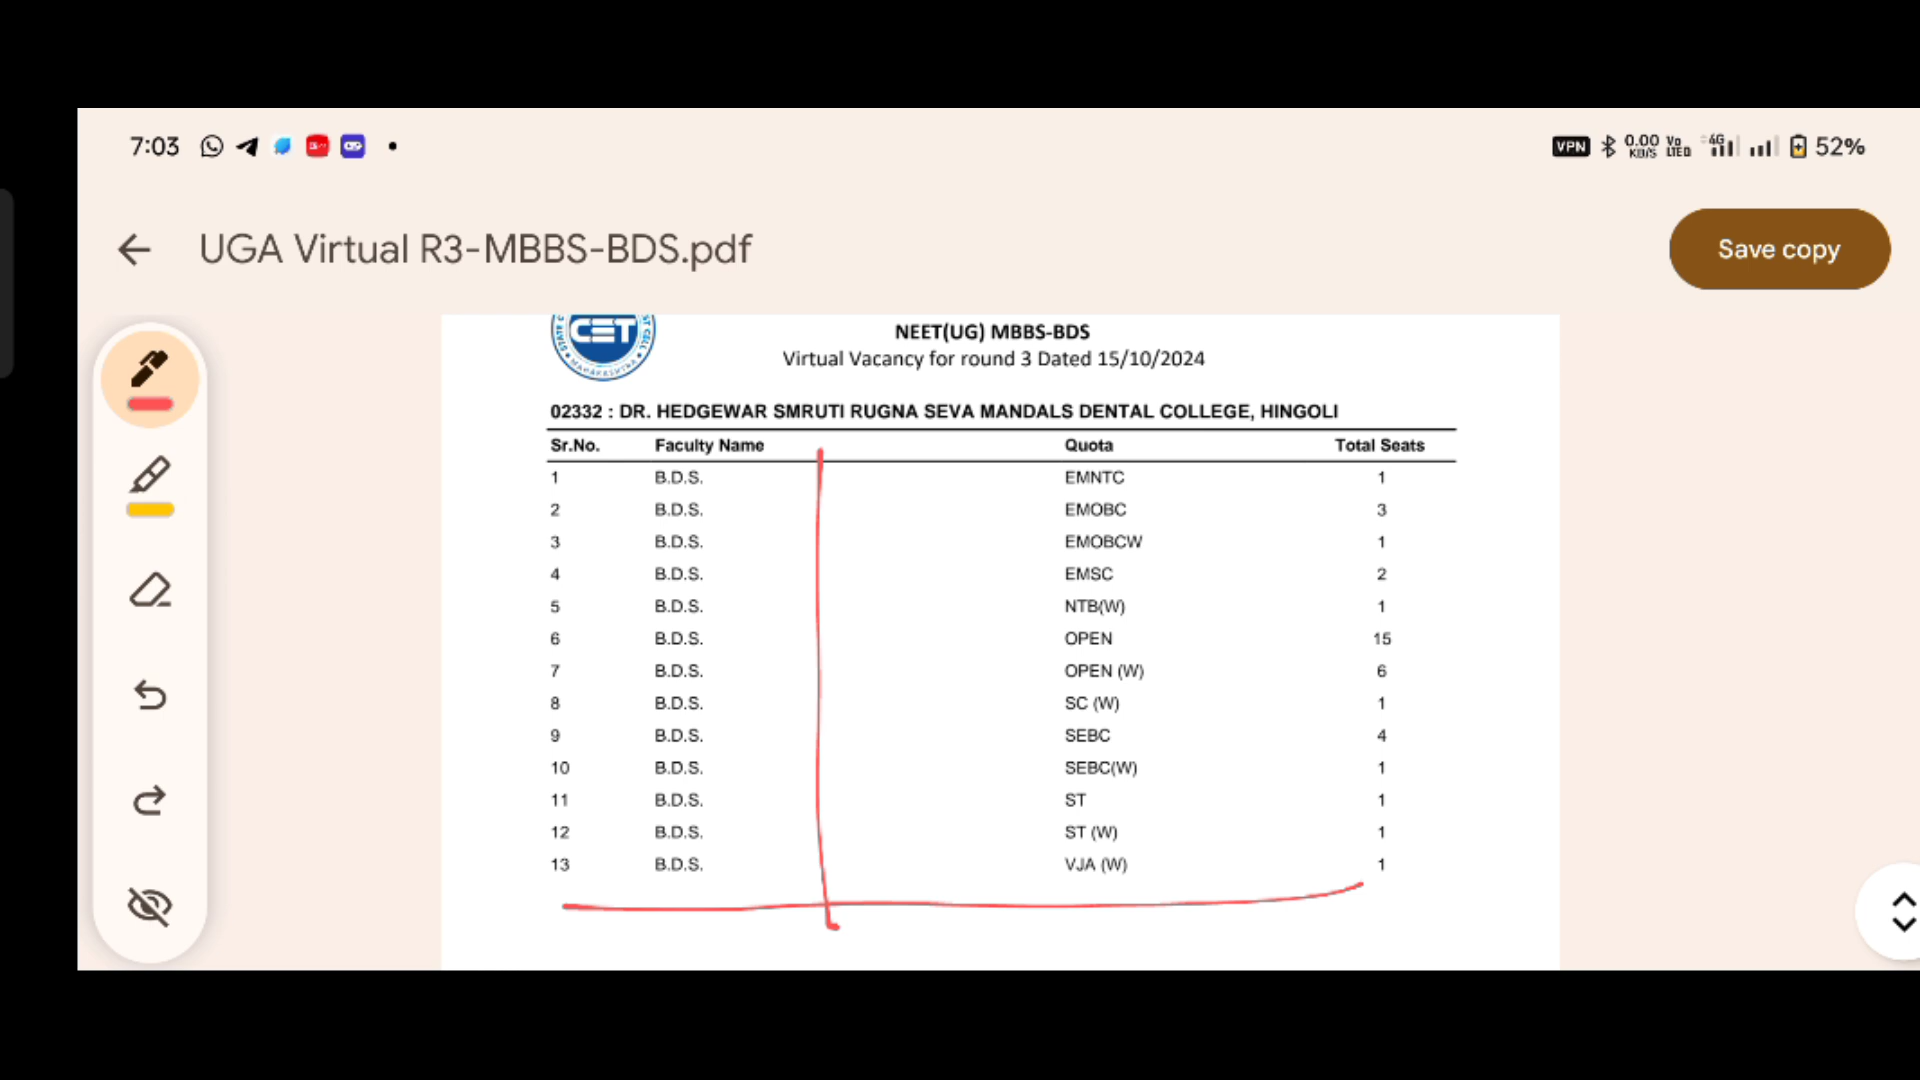 7:03
VPN 0.00 KB/S Vo LTE 4G 52%
UGA Virtual R3-MBBS-BDS.pdf
Save copy
CET
NEET(UG) MBBS-BDS
Virtual Vacancy for round 3 Dated 15/10/2024
02332 : DR. HEDGEWAR SMRUTI RUGNA SEVA MANDALS DENTAL COLLEGE, HINGOLI
Sr.No. Faculty Name Quota Total Seats
1 B.D.S. EMNTC 1
2 B.D.S. EMOBC 3
3 B.D.S. EMOBCW 1
4 B.D.S. EMSC 2
5 B.D.S. NTB(W) 1
6 B.D.S. OPEN 15
7 B.D.S. OPEN (W) 6
8 B.D.S. SC (W) 1
9 B.D.S. SEBC 4
10 B.D.S. SEBC(W) 1
11 B.D.S. ST 1
12 B.D.S. ST (W) 1
13 B.D.S. VJA (W) 1